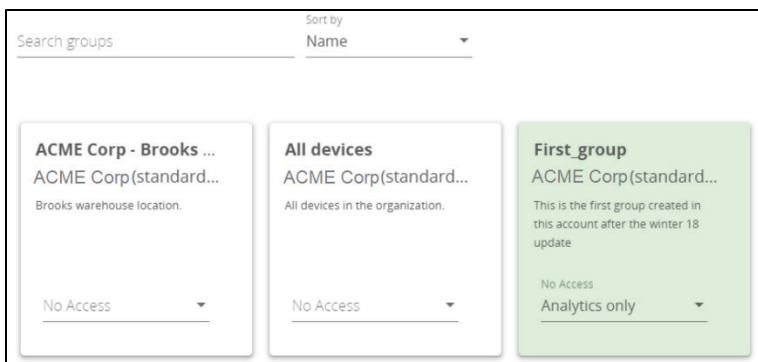 Sort by
Search groups
Name
ACME Corp - Brooks ...
ACME Corp(standard...
Brooks warehouse location.
No Access
All devices
ACME Corp(standard...
All devices in the organization.
No Access
First_group
ACME Corp(standard...
This is the first group created in
this account after the winter 18
update
No Access
Analytics only